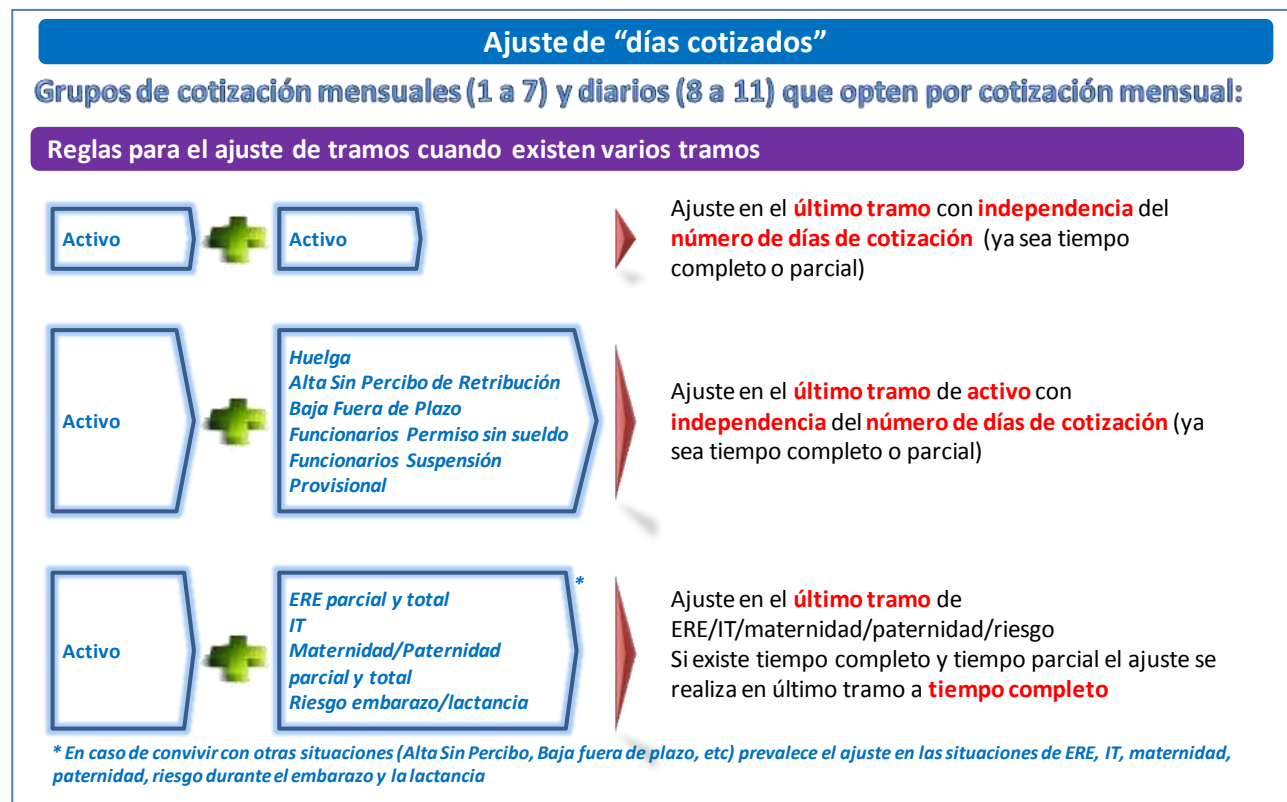 Ajuste de “días cotizados”
Grupos de cotización mensuales (1 a 7) y diarios (8 a 11) que opten por cotización mensual:
Reglas para el ajuste de tramos cuando existen varios tramos
Activo
Activo
Ajuste en el último tramo con independencia del
número de días de cotización (ya sea tiempo
completo o parcial)
Activo
Huelga
Alta Sin Percibo de Retribución
Baja Fuera de Plazo
Funcionarios Permiso sin sueldo
Funcionarios Suspensión
Provisional
Ajuste en el último tramo de activo con
independencia del número de días de cotización (ya
sea tiempo completo o parcial)
Activo
ERE parcial y total
IT
Maternidad/Paternidad
parcial y total
Riesgo embarazo/lactancia
*
Ajuste en el último tramo de
ERE/IT/maternidad/paternidad/riesgo
Si existe tiempo completo y tiempo parcial el ajuste se
realiza en último tramo a tiempo completo
* En caso de convivir con otras situaciones (Alta Sin Percibo, Baja fuera de plazo, etc) prevalece el ajuste en las situaciones de ERE, IT, maternidad,
paternidad, riesgo durante el embarazo y la lactancia